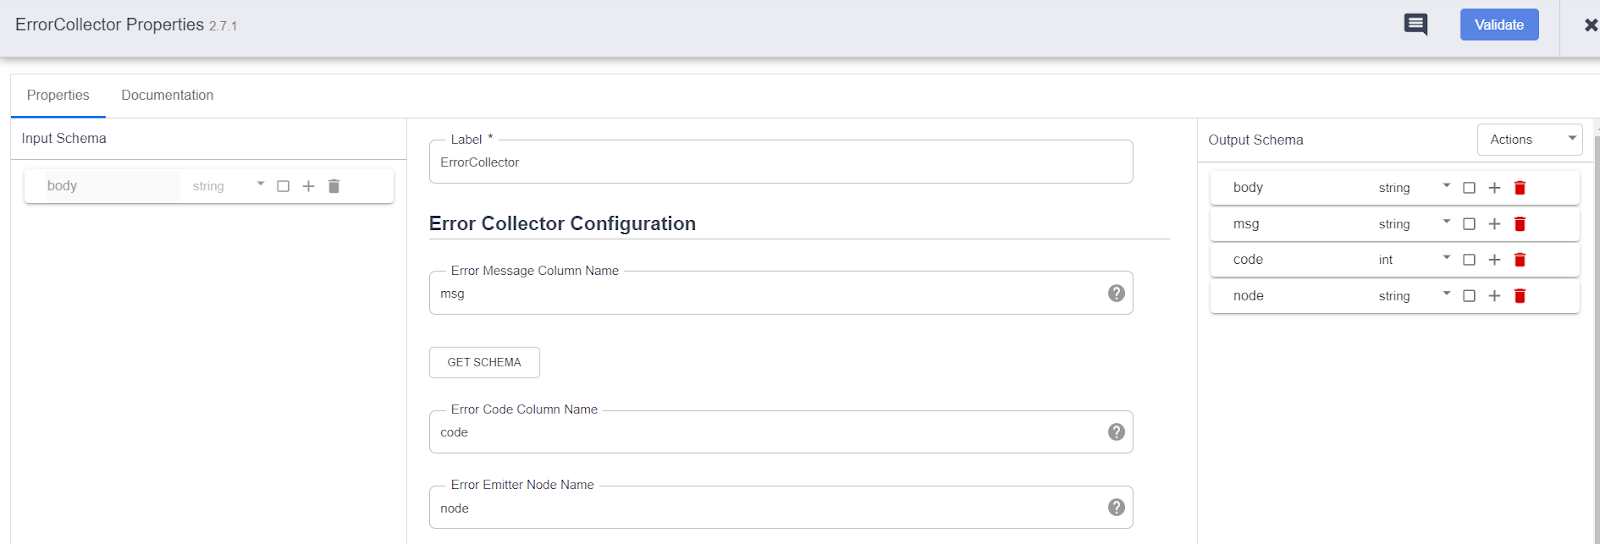 ErrorCollector Properties 2.7.1
Validate
Properties
Documentation
Input Schema
body string
Label *
ErrorCollector
Error Collector Configuration
Error Message Column Name
msg
GET SCHEMA
Error Code Column Name
code
Error Emitter Node Name
node
Output Schema
Actions
body string
msg string
code int
node string